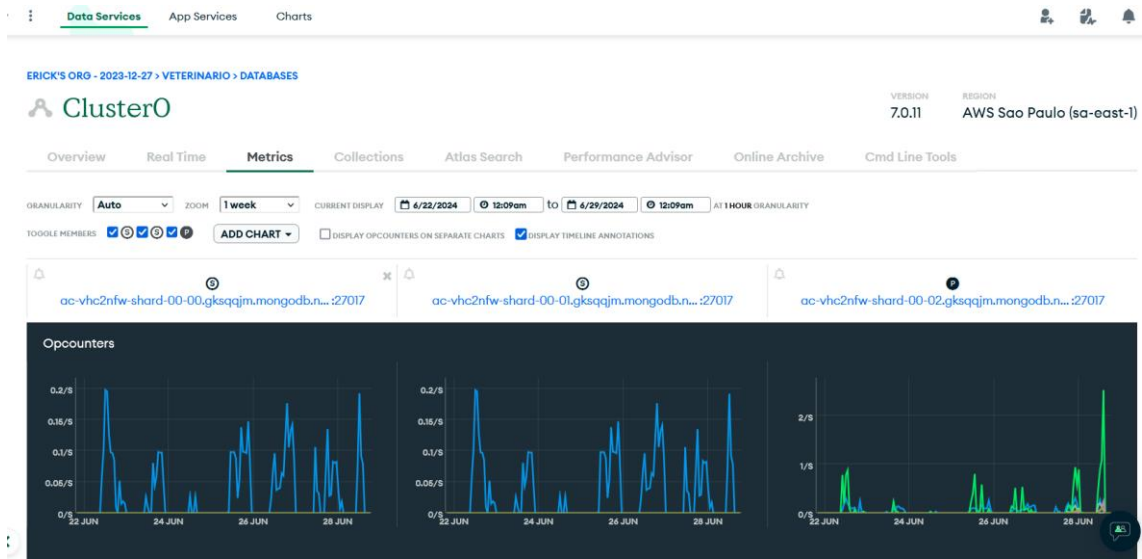 Data Services App Services Charts
ERICK'S ORG - 2023-12-27 > VETERINARIO > DATABASES
Cluster0
VERSION REGION
7.0.11 AWS Sao Paulo (sa-east-1)
Overview Real Time Metrics Collections Atlas Search Performance Advisor Online Archive Cmd Line Tools
GRANULARITY Auto ZOOM 1 week CURRENT DISPLAY 6/22/2024 12:09am to 6/29/2024 12:09am AT 1 HOUR GRANULARITY
TOGGLE MEMBERS S S P ADD CHART DISPLAY OPCOUNTERS ON SEPARATE CHARTS DISPLAY TIMELINE ANNOTATIONS
S S P
ac-vhc2nfw-shard-00-00.gksqqjm.mongodb.n... :27017 ac-vhc2nfw-shard-00-01.gksqqjm.mongodb.n... :27017 ac-vhc2nfw-shard-00-02.gksqqjm.mongodb.n... :27017
Opcounters
0.2/s 0.2/s
0.15/s 0.15/s 2/s
0.1/s 0.1/s
0.05/s 0.05/s 1/s
0/s 0/s 0/s
22 JUN 24 JUN 26 JUN 28 JUN 22 JUN 24 JUN 26 JUN 28 JUN 22 JUN 24 JUN 26 JUN 28 JUN